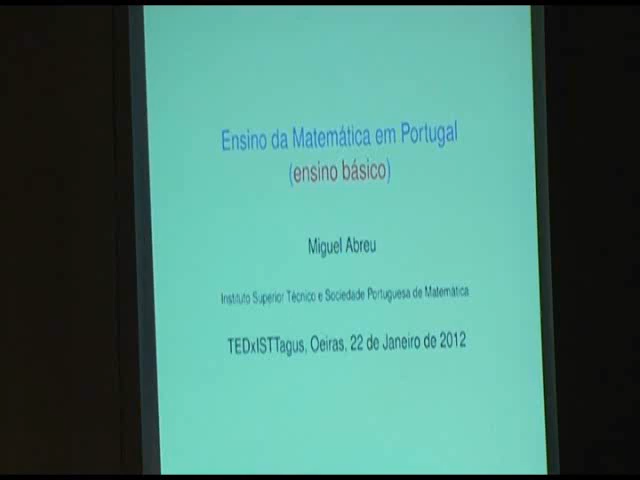 Ensino da Matemática em Portugal
(ensino básico)
Miguel Abreu
Instituto Superior Técnico e Sociedade Portuguesa de Matemática
TEDxISTTagus, Oeiras, 22 de Janeiro de 2012